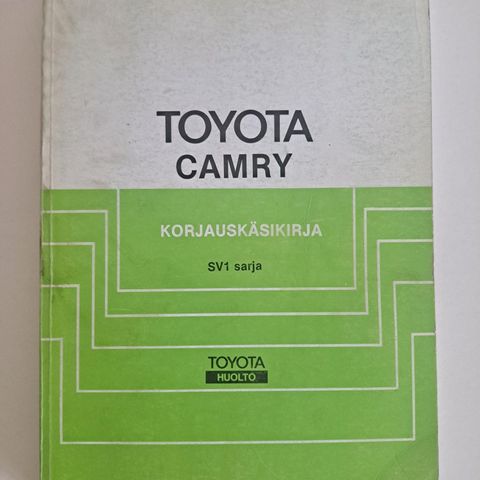 TOYOTA
CAMRY
KORJAUSKÄSIKIRJA
SV1 sarja
TOYOTA
HUOLTO